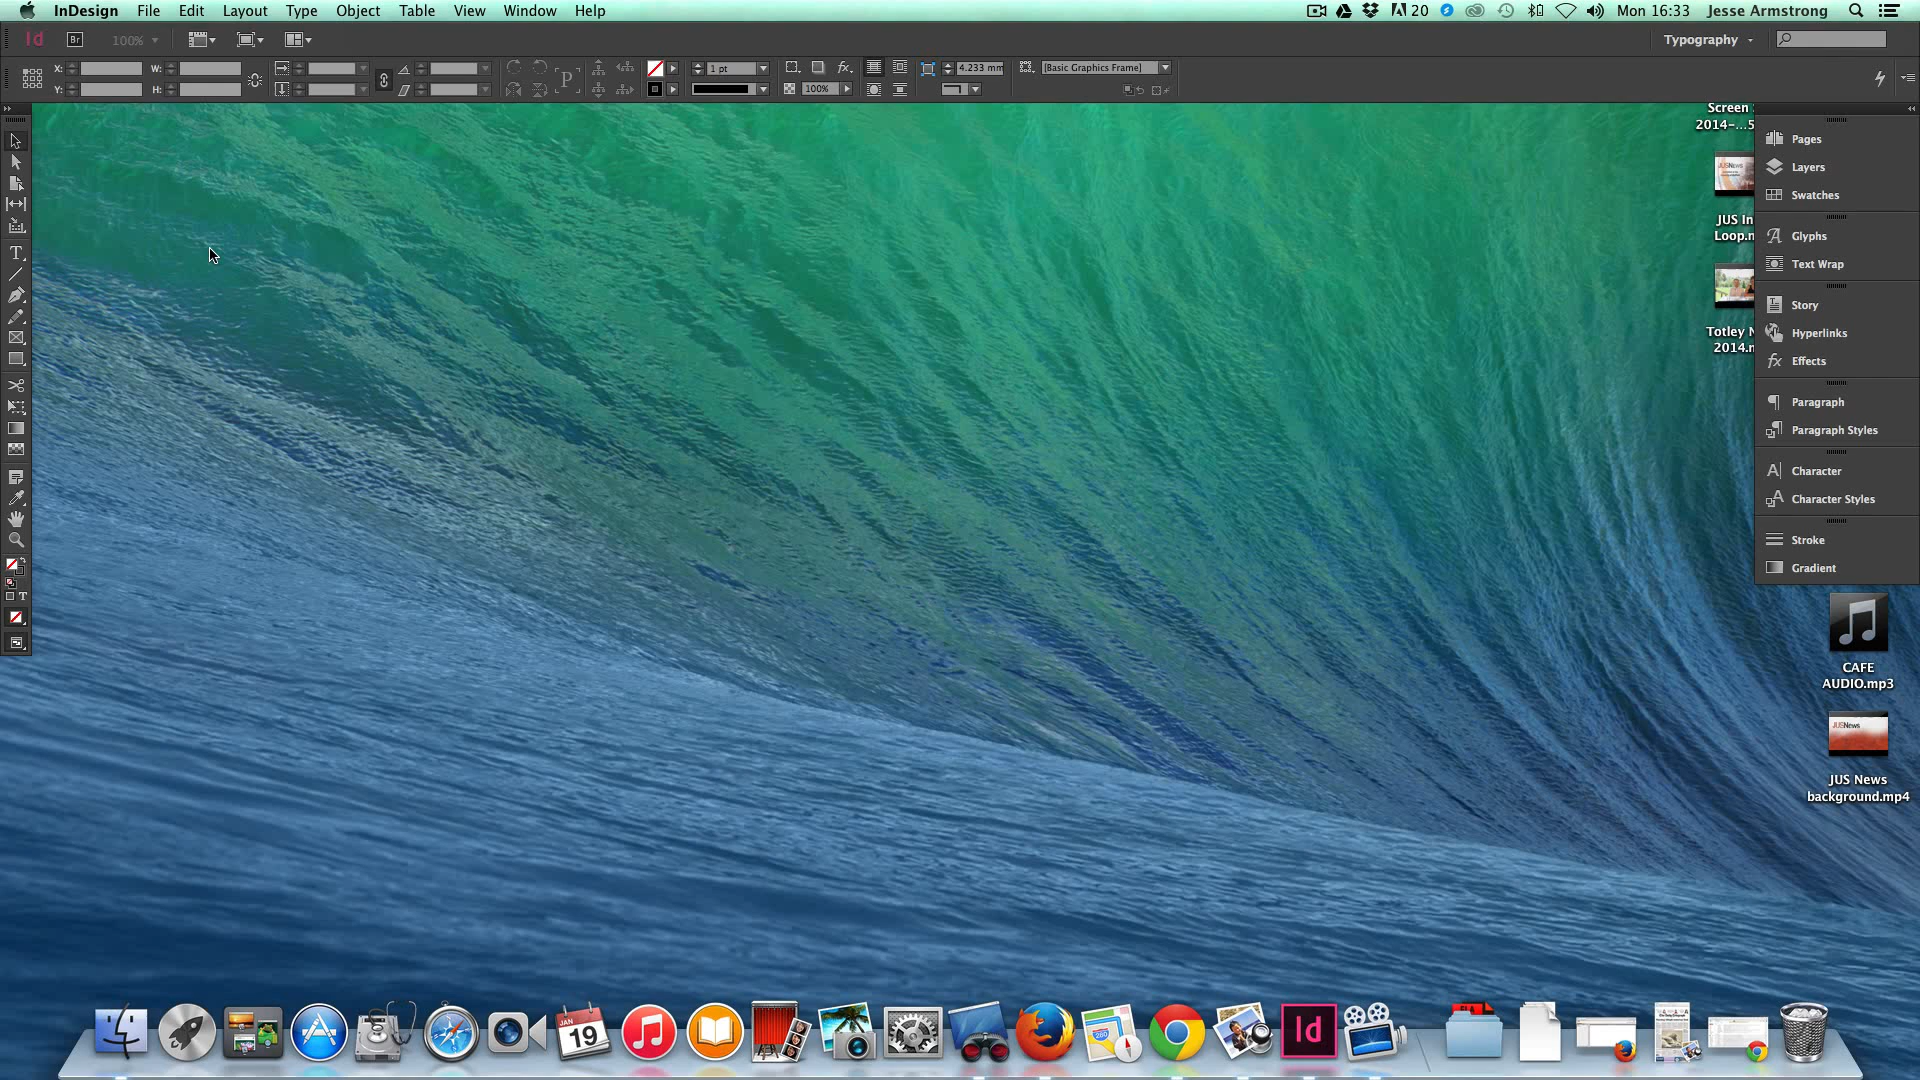 InDesign File Edit Layout Type Object Table View Window Help 20 Mon 16:33 Jesse Armstrong
Id Br 100% Typography
X: W: 1 pt 4.233 mm [Basic Graphics Frame]
Y: H: 100%
Screen
2014-...5
JUS In
Loop.n
Totley N
2014.n
Pages
Layers
Swatches
Glyphs
Text Wrap
Story
Hyperlinks
Effects
Paragraph
Paragraph Styles
Character
Character Styles
Stroke
Gradient
CAFE
AUDIO.mp3
JUSNews
JUS News
background.mp4
JAN
19
Id